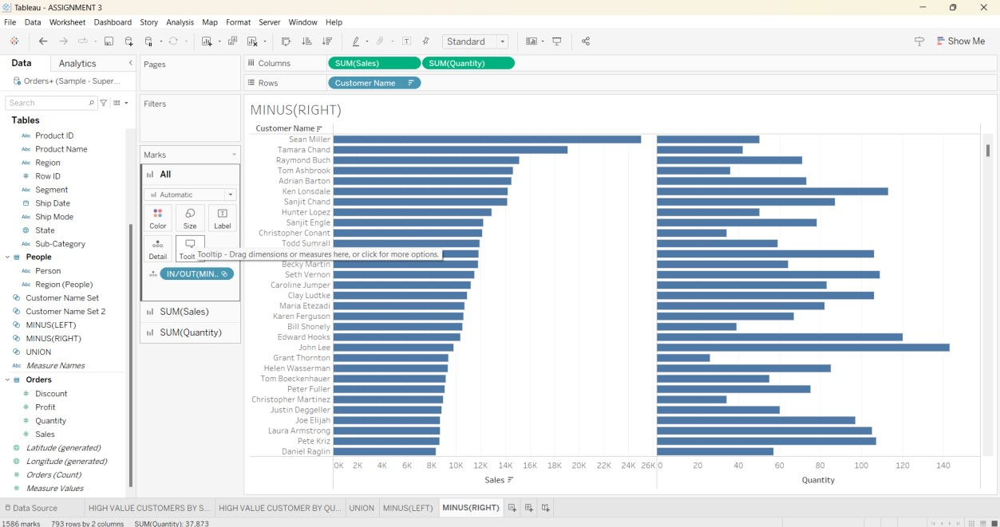 Tableau - ASSIGNMENT 3
File Data Worksheet Dashboard Story Analysis Map Format Server Window Help
Standard
Show Me
Data Analytics
Orders+ (Sample - Super...
Search
Tables
Abc Product ID
Abc Product Name
Abc Region
# Row ID
Abc Segment
Ship Date
Abc Ship Mode
State
Abc Sub-Category
People
Abc Person
Abc Region (People)
Customer Name Set
Customer Name Set 2
MINUS(LEFT)
MINUS(RIGHT)
UNION
Abc Measure Names
Orders
# Discount
# Profit
# Quantity
# Sales
Latitude (generated)
Longitude (generated)
# Orders (Count)
# Measure Values
Pages
Filters
Marks
All
Automatic
Color Size Label
Detail Toolt
Tooltip - Drag dimensions or measures here, or click for more options.
IN/OUT(MIN..
SUM(Sales)
SUM(Quantity)
Columns SUM(Sales) SUM(Quantity)
Rows Customer Name
MINUS(RIGHT)
Customer Name
Sean Miller
Tamara Chand
Raymond Buch
Tom Ashbrook
Adrian Barton
Ken Lonsdale
Sanjit Chand
Hunter Lopez
Sanjit Engle
Christopher Conant
Todd Sumrall
Becky Martin
Seth Vernon
Caroline Jumper
Clay Ludtke
Maria Etezadi
Karen Ferguson
Bill Shonely
Edward Hooks
John Lee
Grant Thornton
Helen Wasserman
Tom Boeckenhauer
Peter Fuller
Christopher Martinez
Justin Deggeller
Joe Elijah
Laura Armstrong
Pete Kriz
Daniel Raglin
0K 2K 4K 6K 8K 10K 12K 14K 16K 18K 20K 22K 24K 26K 0 20 40 60 80 100 120 140
Sales Quantity
Data Source HIGH VALUE CUSTOMERS BY S... HIGH VALUE CUSTOMER BY QU... UNION MINUS(LEFT) MINUS(RIGHT)
1586 marks 793 rows by 2 columns SUM(Quantity): 37,873